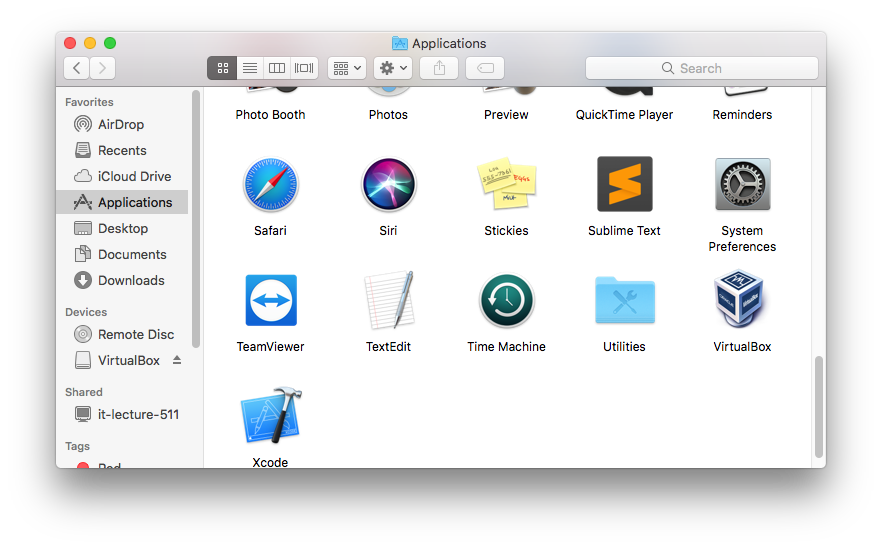 Applications
Search
Favorites
AirDrop
Recents
iCloud Drive
Applications
Desktop
Documents
Downloads
Devices
Remote Disc
VirtualBox
Shared
it-lecture-511
Tags
Red
Photo Booth
Photos
Preview
QuickTime Player
Reminders
Safari
Siri
Stickies
Sublime Text
System
Preferences
TeamViewer
TextEdit
Time Machine
Utilities
VirtualBox
Xcode